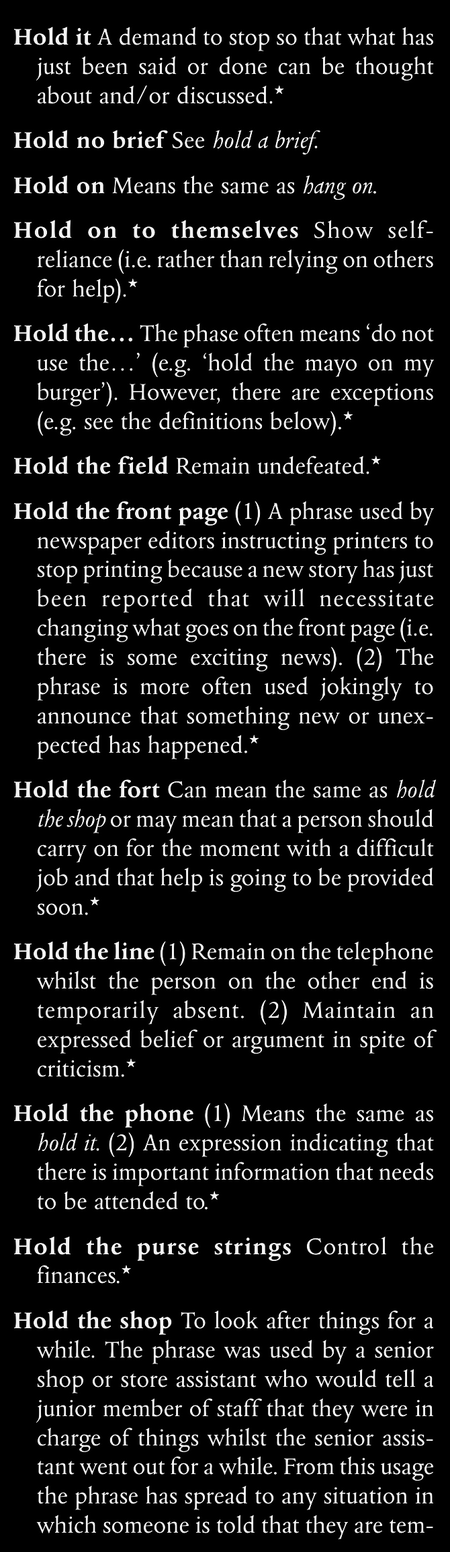 Hold it A demand to stop so that what has
just been said or done can be thought
about and/or discussed.★
Hold no brief See hold a brief.
Hold on Means the same as hang on.
Hold on to themselves Show self-
reliance (i.e. rather than relying on others
for help).★
Hold the… The phase often means ‘do not
use the…’ (e.g. ‘hold the mayo on my
burger’). However, there are exceptions
(e.g. see the definitions below).★
Hold the field Remain undefeated.★
Hold the front page (1) A phrase used by
newspaper editors instructing printers to
stop printing because a new story has just
been reported that will necessitate
changing what goes on the front page (i.e.
there is some exciting news). (2) The
phrase is more often used jokingly to
announce that something new or unex-
pected has happened.★
Hold the fort Can mean the same as hold
the shop or may mean that a person should
carry on for the moment with a difficult
job and that help is going to be provided
soon.★
Hold the line (1) Remain on the telephone
whilst the person on the other end is
temporarily absent. (2) Maintain an
expressed belief or argument in spite of
criticism.★
Hold the phone (1) Means the same as
hold it. (2) An expression indicating that
there is important information that needs
to be attended to.★
Hold the purse strings Control the
finances.★
Hold the shop To look after things for a
while. The phrase was used by a senior
shop or store assistant who would tell a
junior member of staff that they were in
charge of things whilst the senior assis-
tant went out for a while. From this usage
the phrase has spread to any situation in
which someone is told that they are tem-